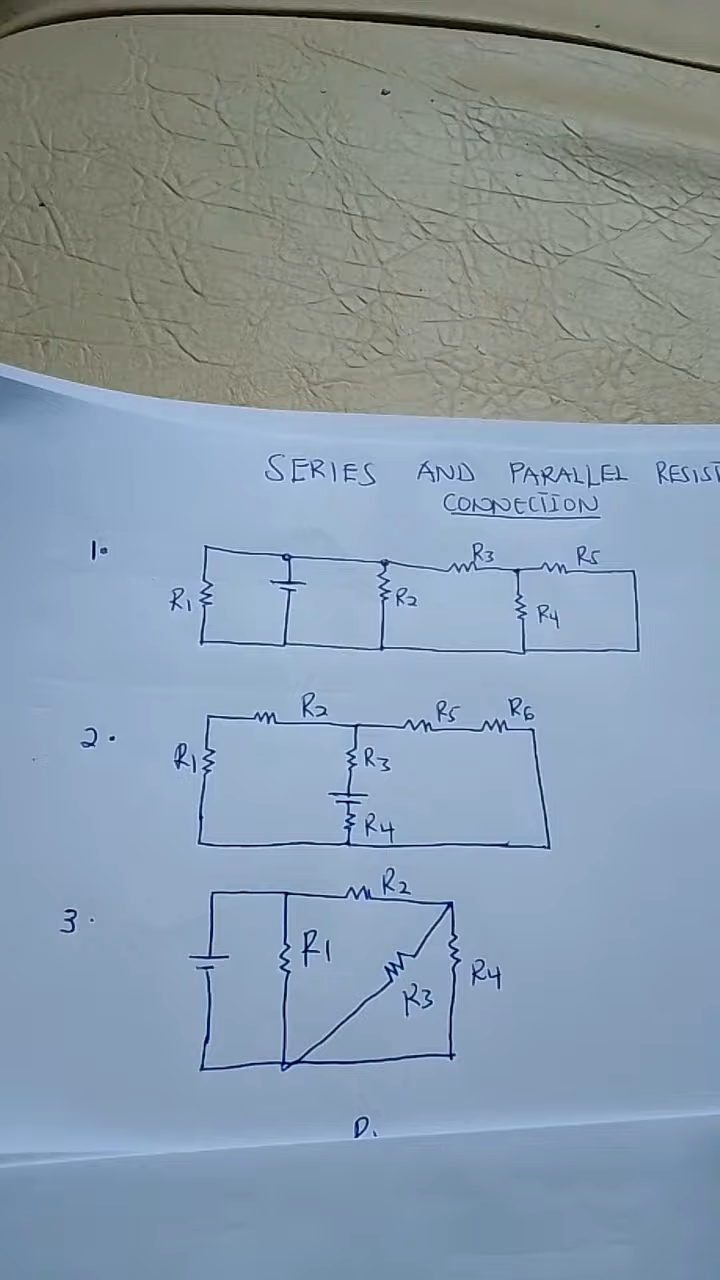 SERIES AND PARALLEL
CONNECTION
1.
R3 R5
R1 R2 R4
2.
R2 R5 R6
R1 R3
R4
3.
R2
R1
R3 R4